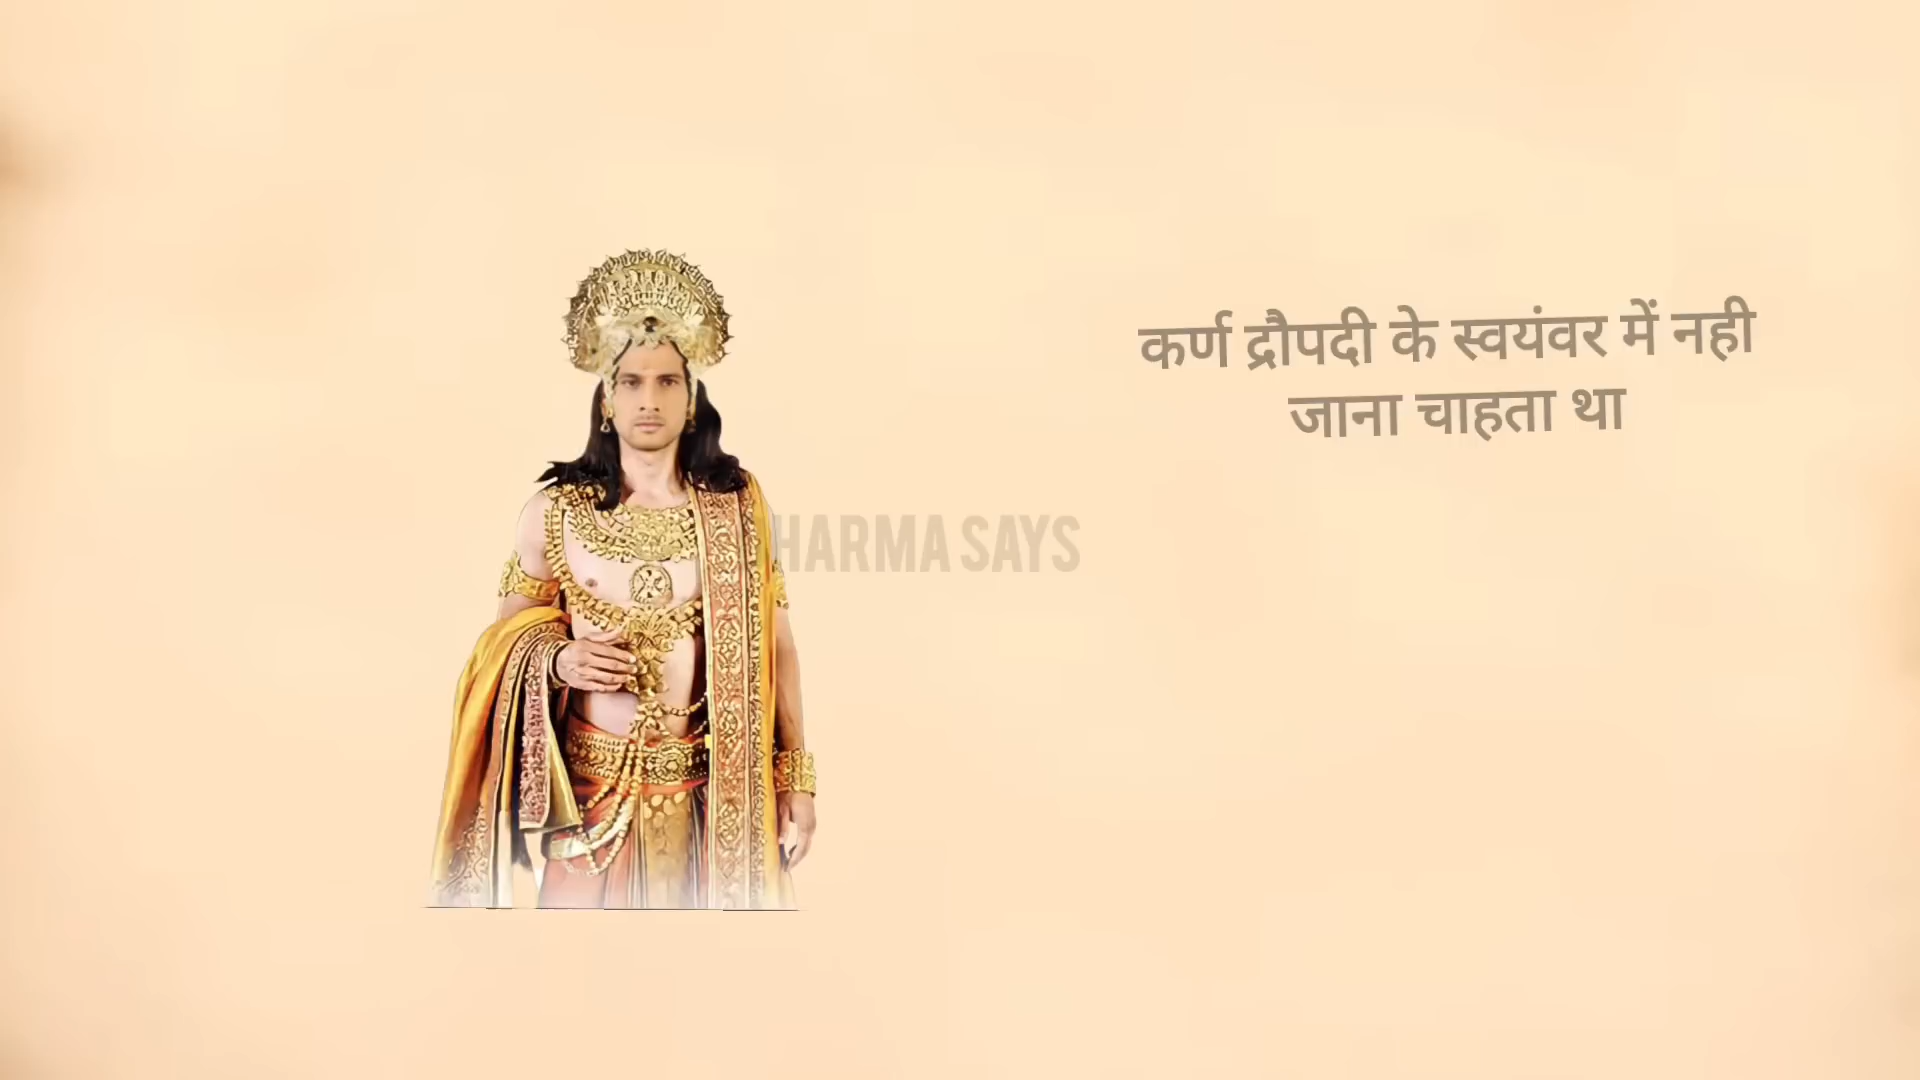 कर्ण द्रौपदी के स्वयंवर में नही
जाना चाहता था
HARMA SAYS